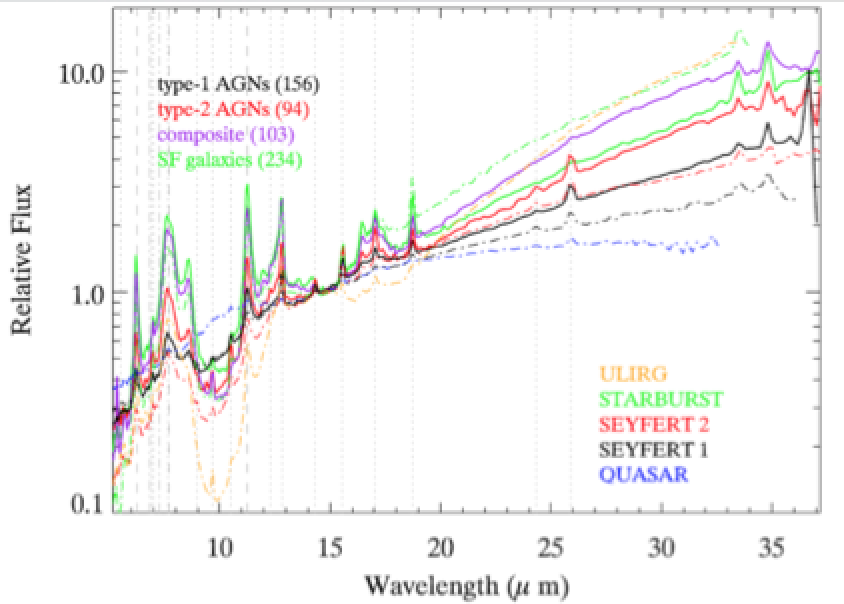 10.0
1.0
0.1
Relative Flux
type-1 AGNs (156)
type-2 AGNs (94)
composite (103)
SF galaxies (234)
ULIRG
STARBURST
SEYFERT 2
SEYFERT 1
QUASAR
10 15 20 25 30 35
Wavelength (μ m)